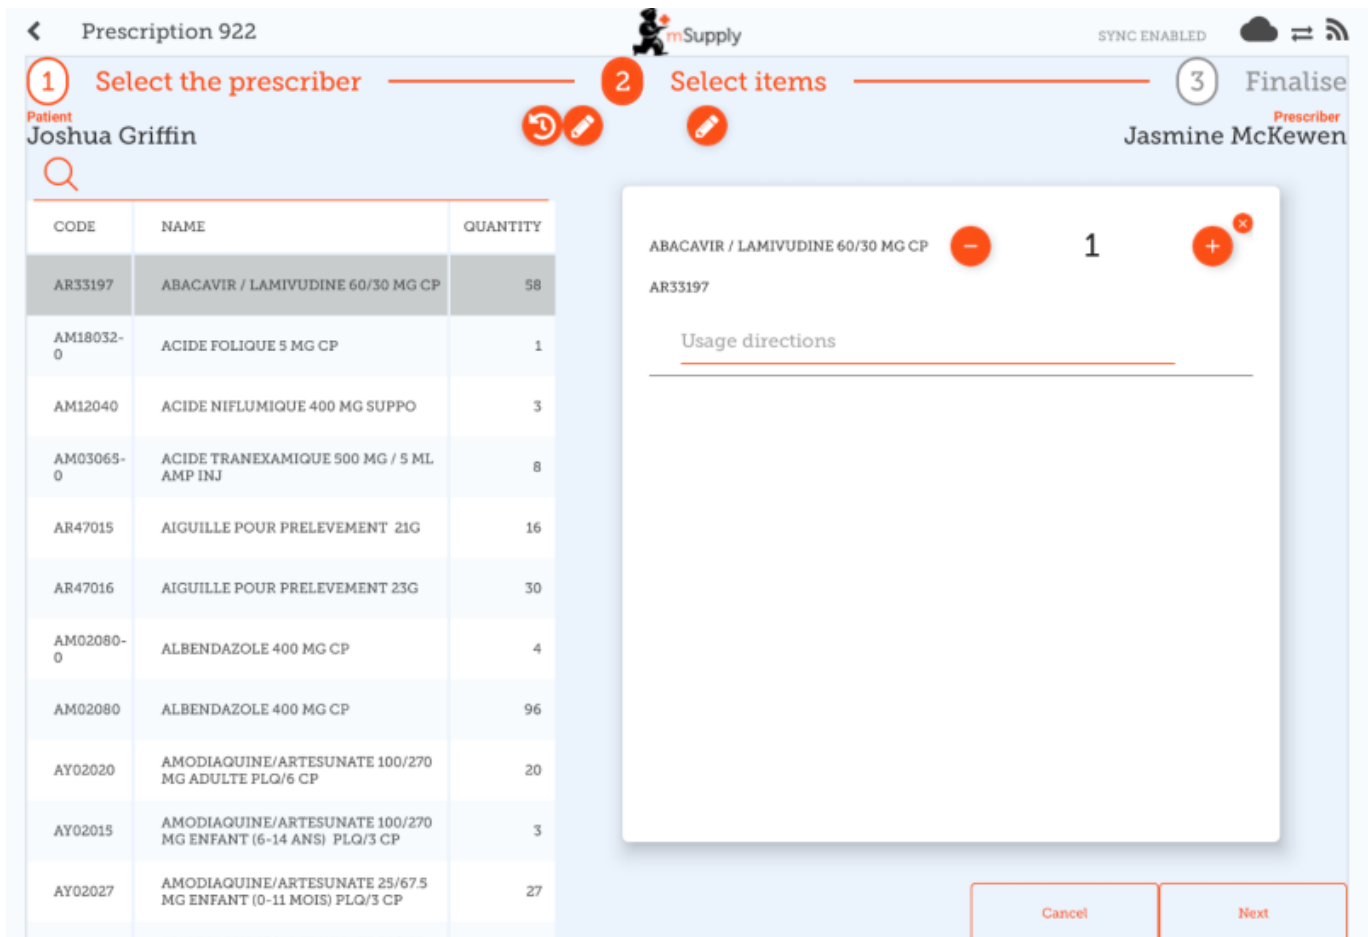 Prescription 922
mSupply
SYNC ENABLED
1 Select the prescriber
2 Select items
3 Finalise
Patient
Joshua Griffin
Prescriber
Jasmine McKewen
CODE NAME QUANTITY
AR33197 ABACAVIR / LAMIVUDINE 60/30 MG CP 58
AM18032-
0
ACIDE FOLIQUE 5 MG CP 1
AM12040 ACIDE NIFLUMIQUE 400 MG SUPPO 3
AM03065-
0
ACIDE TRANEXAMIQUE 500 MG / 5 ML
AMP INJ
8
AR47015 AIGUILLE POUR PRELEVEMENT 21G 16
AR47016 AIGUILLE POUR PRELEVEMENT 23G 30
AM02080-
0
ALBENDAZOLE 400 MG CP 4
AM02080 ALBENDAZOLE 400 MG CP 96
AY02020
AMODIAQUINE/ARTESUNATE 100/270
MG ADULTE PLQ/6 CP
20
AY02015
AMODIAQUINE/ARTESUNATE 100/270
MG ENFANT (6-14 ANS) PLQ/3 CP
3
AY02027
AMODIAQUINE/ARTESUNATE 25/67.5
MG ENFANT (0-11 MOIS) PLQ/3 CP
27
ABACAVIR / LAMIVUDINE 60/30 MG CP
1
AR33197
Usage directions
Cancel
Next